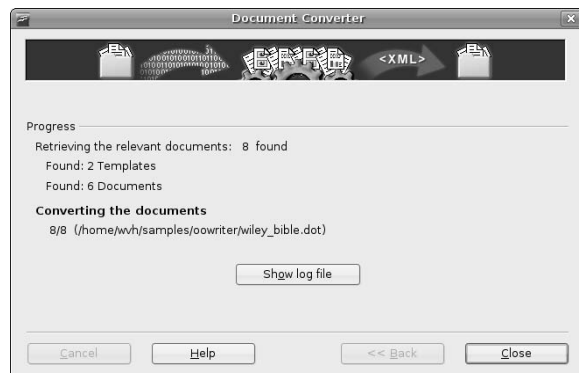 Document Converter
<XML>
Progress
Retrieving the relevant documents: 8 found
Found: 2 Templates
Found: 6 Documents
Converting the documents
8/8 (/home/wvh/samples/oowriter/wiley_bible.dot)
Show log file
Cancel
Help
<< Back
Close